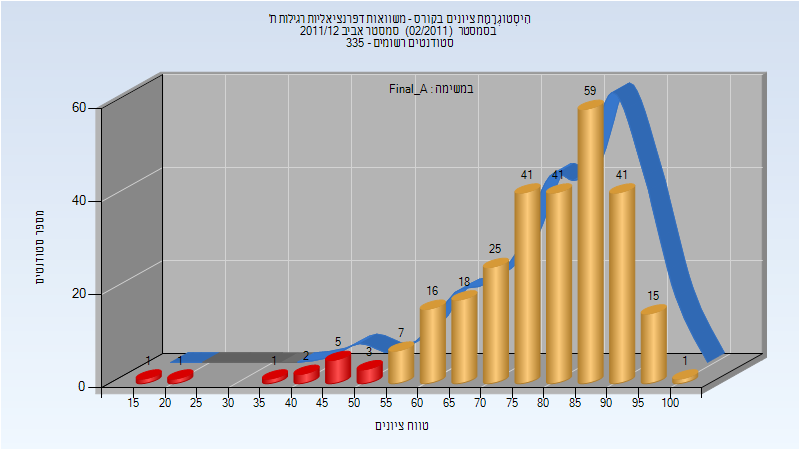 היסטוגרמת ציונים בקורס - משוואות דפרנציאליות רגילות ח'
בסמסטר (02/2011) סמסטר אביב 2011/12
סטודנטים רשומים - 335
במשימה : Final_A
מספר סטודנטים
60
40
20
0
1 1 1 2 5 3 7 16 18 25 41 41 59 41 15 1
15 20 25 30 35 40 45 50 55 60 65 70 75 80 85 90 95 100
טווח ציונים